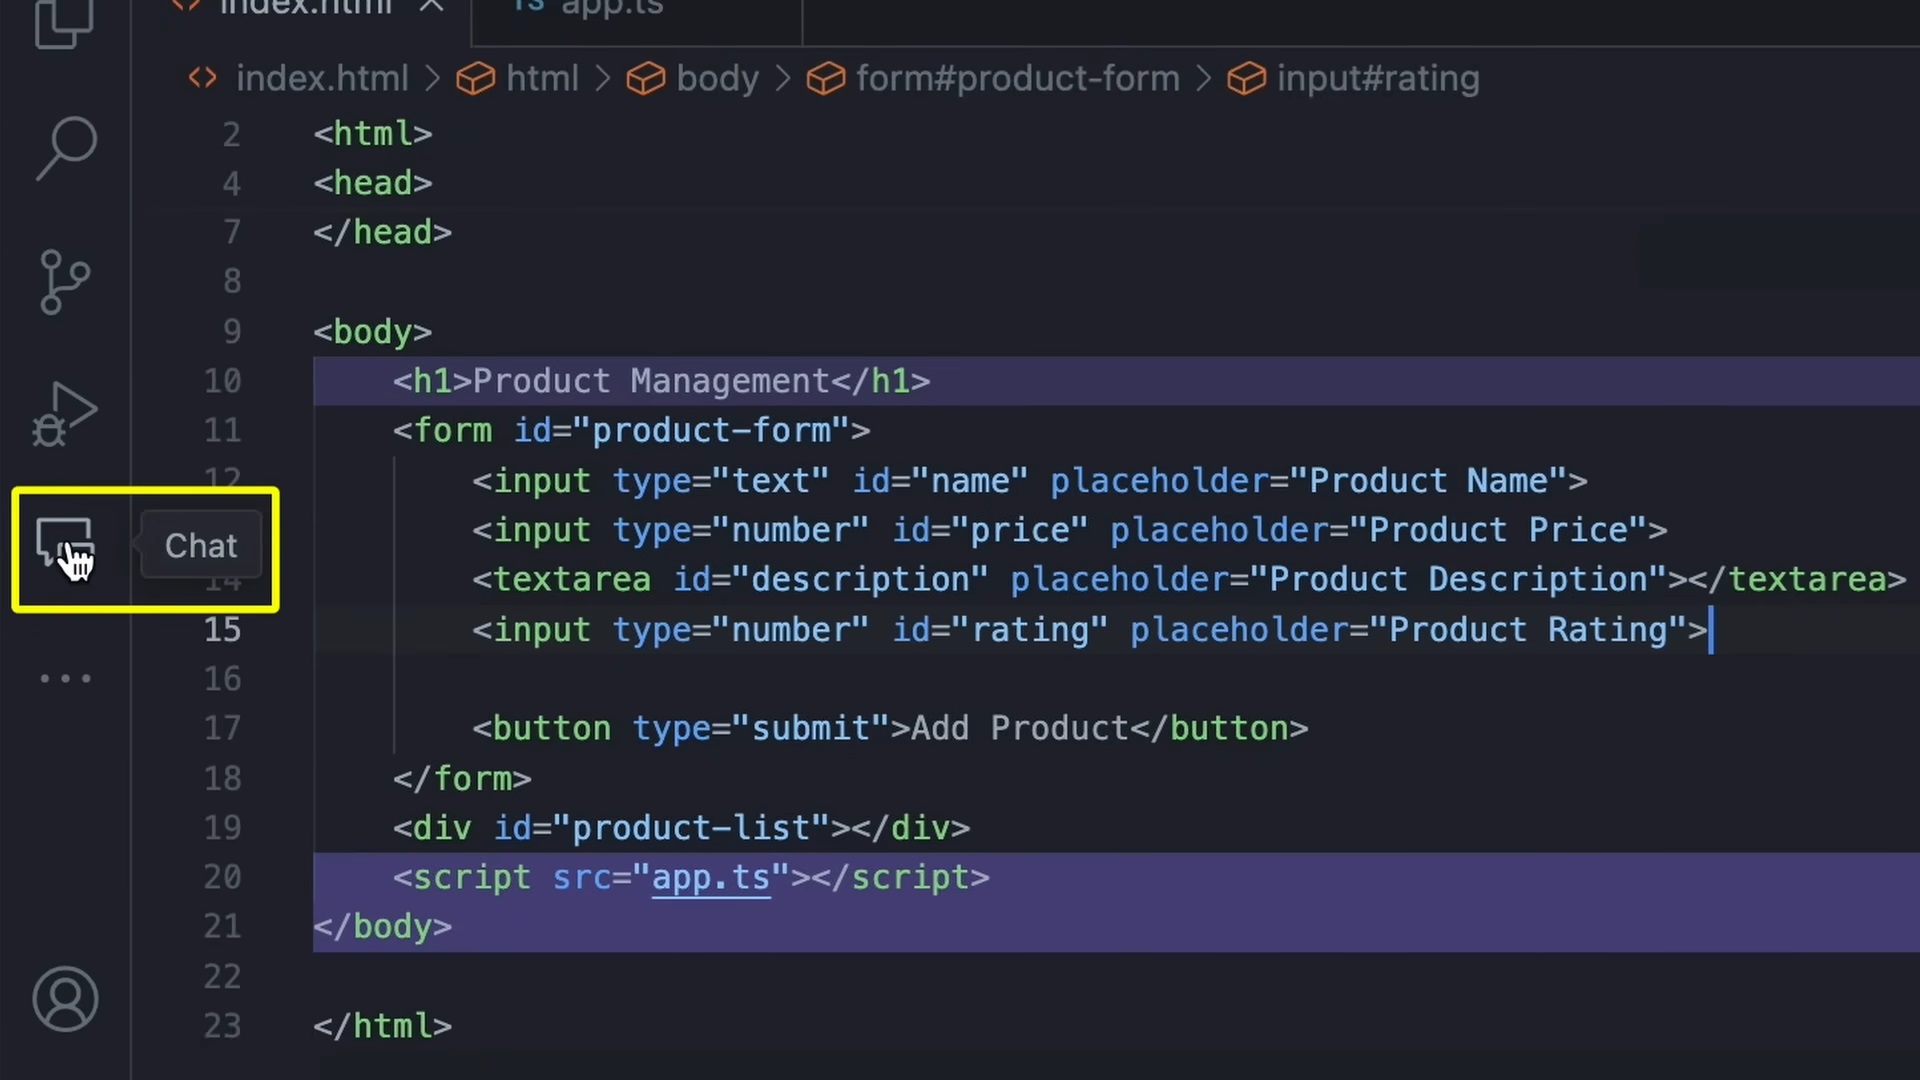 index.html
TS app.ts
index.html > html > body > form#product-form > input#rating
2 <html>
4 <head>
7 </head>
8
9 <body>
10 <h1>Product Management</h1>
11 <form id="product-form">
12 <input type="text" id="name" placeholder="Product Name">
<input type="number" id="price" placeholder="Product Price">
Chat
14 <textarea id="description" placeholder="Product Description"></textarea>
15 <input type="number" id="rating" placeholder="Product Rating">
16
17 <button type="submit">Add Product</button>
18 </form>
19 <div id="product-list"></div>
20 <script src="app.ts"></script>
21 </body>
22
23 </html>